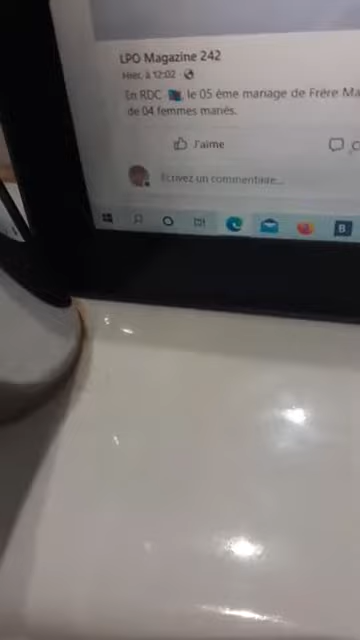 LPO Magazine 242
Hier, à 12:02
En RDC 🇨🇩, le 05 ème mariage de Frère Ma
de 04 femmes mariés.
J'aime
Écrivez un commentaire...
B